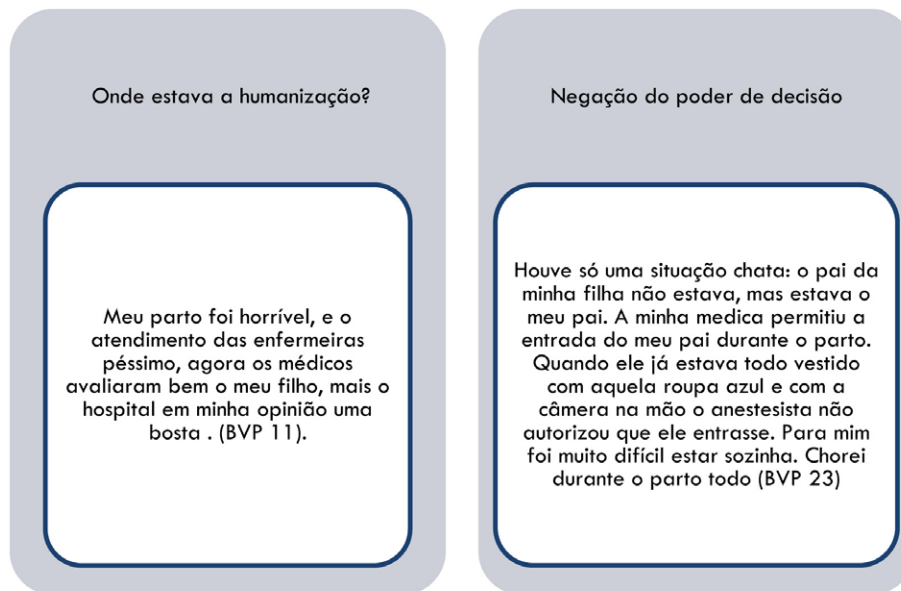 Onde estava a humanização?
Meu parto foi horrível, e o
atendimento das enfermeiras
péssimo, agora os médicos
avaliaram bem o meu filho, mais o
hospital em minha opinião uma
bosta . (BVP 11).
Negação do poder de decisão
Houve só uma situação chata: o pai da
minha filha não estava, mas estava o
meu pai. A minha medica permitiu a
entrada do meu pai durante o parto.
Quando ele já estava todo vestido
com aquela roupa azul e com a
câmera na mão o anestesista não
autorizou que ele entrasse. Para mim
foi muito difícil estar sozinha. Chorei
durante o parto todo (BVP 23)